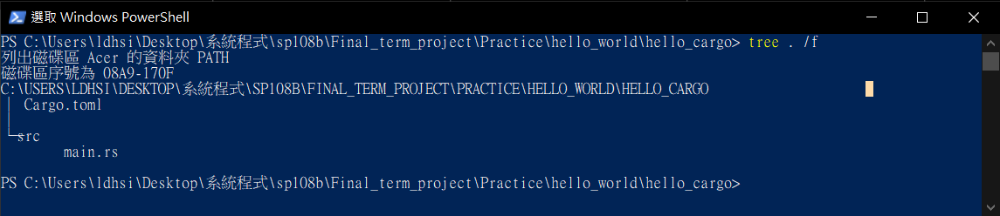 選取 Windows PowerShell
PS C:\Users\ldhsi\Desktop\系統程式\sp108b\Final_term_project\Practice\hello_world\hello_cargo> tree . /f
列出磁碟區 Acer 的資料夾 PATH
磁碟區序號為 08A9-170F
C:\USERS\LDHSI\DESKTOP\系統程式\SP108B\FINAL_TERM_PROJECT\PRACTICE\HELLO_WORLD\HELLO_CARGO
│  Cargo.toml
│
└─src
        main.rs
PS C:\Users\ldhsi\Desktop\系統程式\sp108b\Final_term_project\Practice\hello_world\hello_cargo>